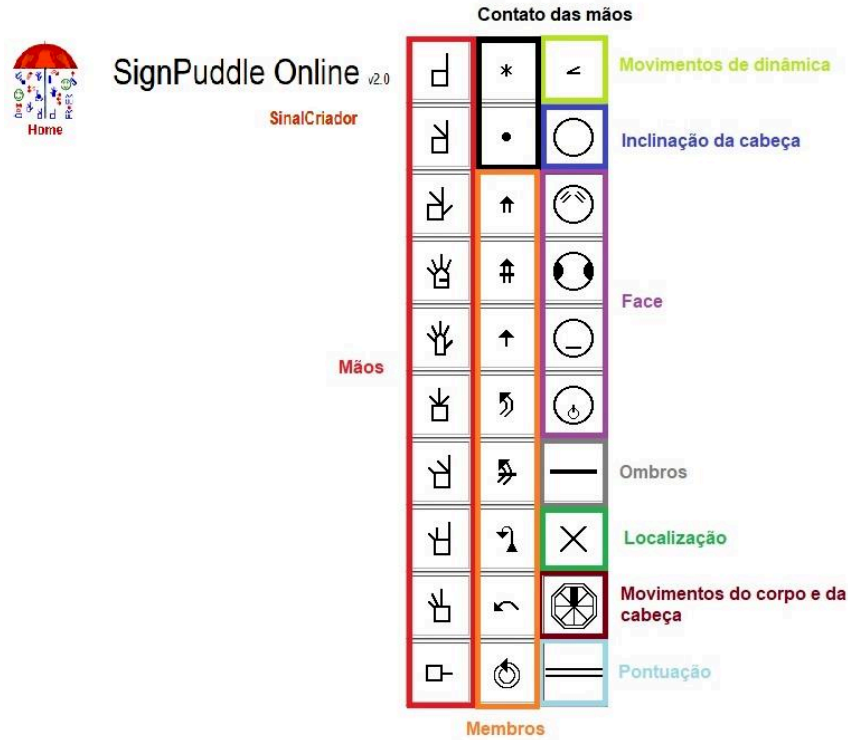 Contato das mãos
SignPuddle Online v2.0
Home
SinalCriador
Movimentos de dinâmica
Inclinação da cabeça
Face
Mãos
Ombros
Localização
Movimentos do corpo e da
cabeça
Pontuação
Membros